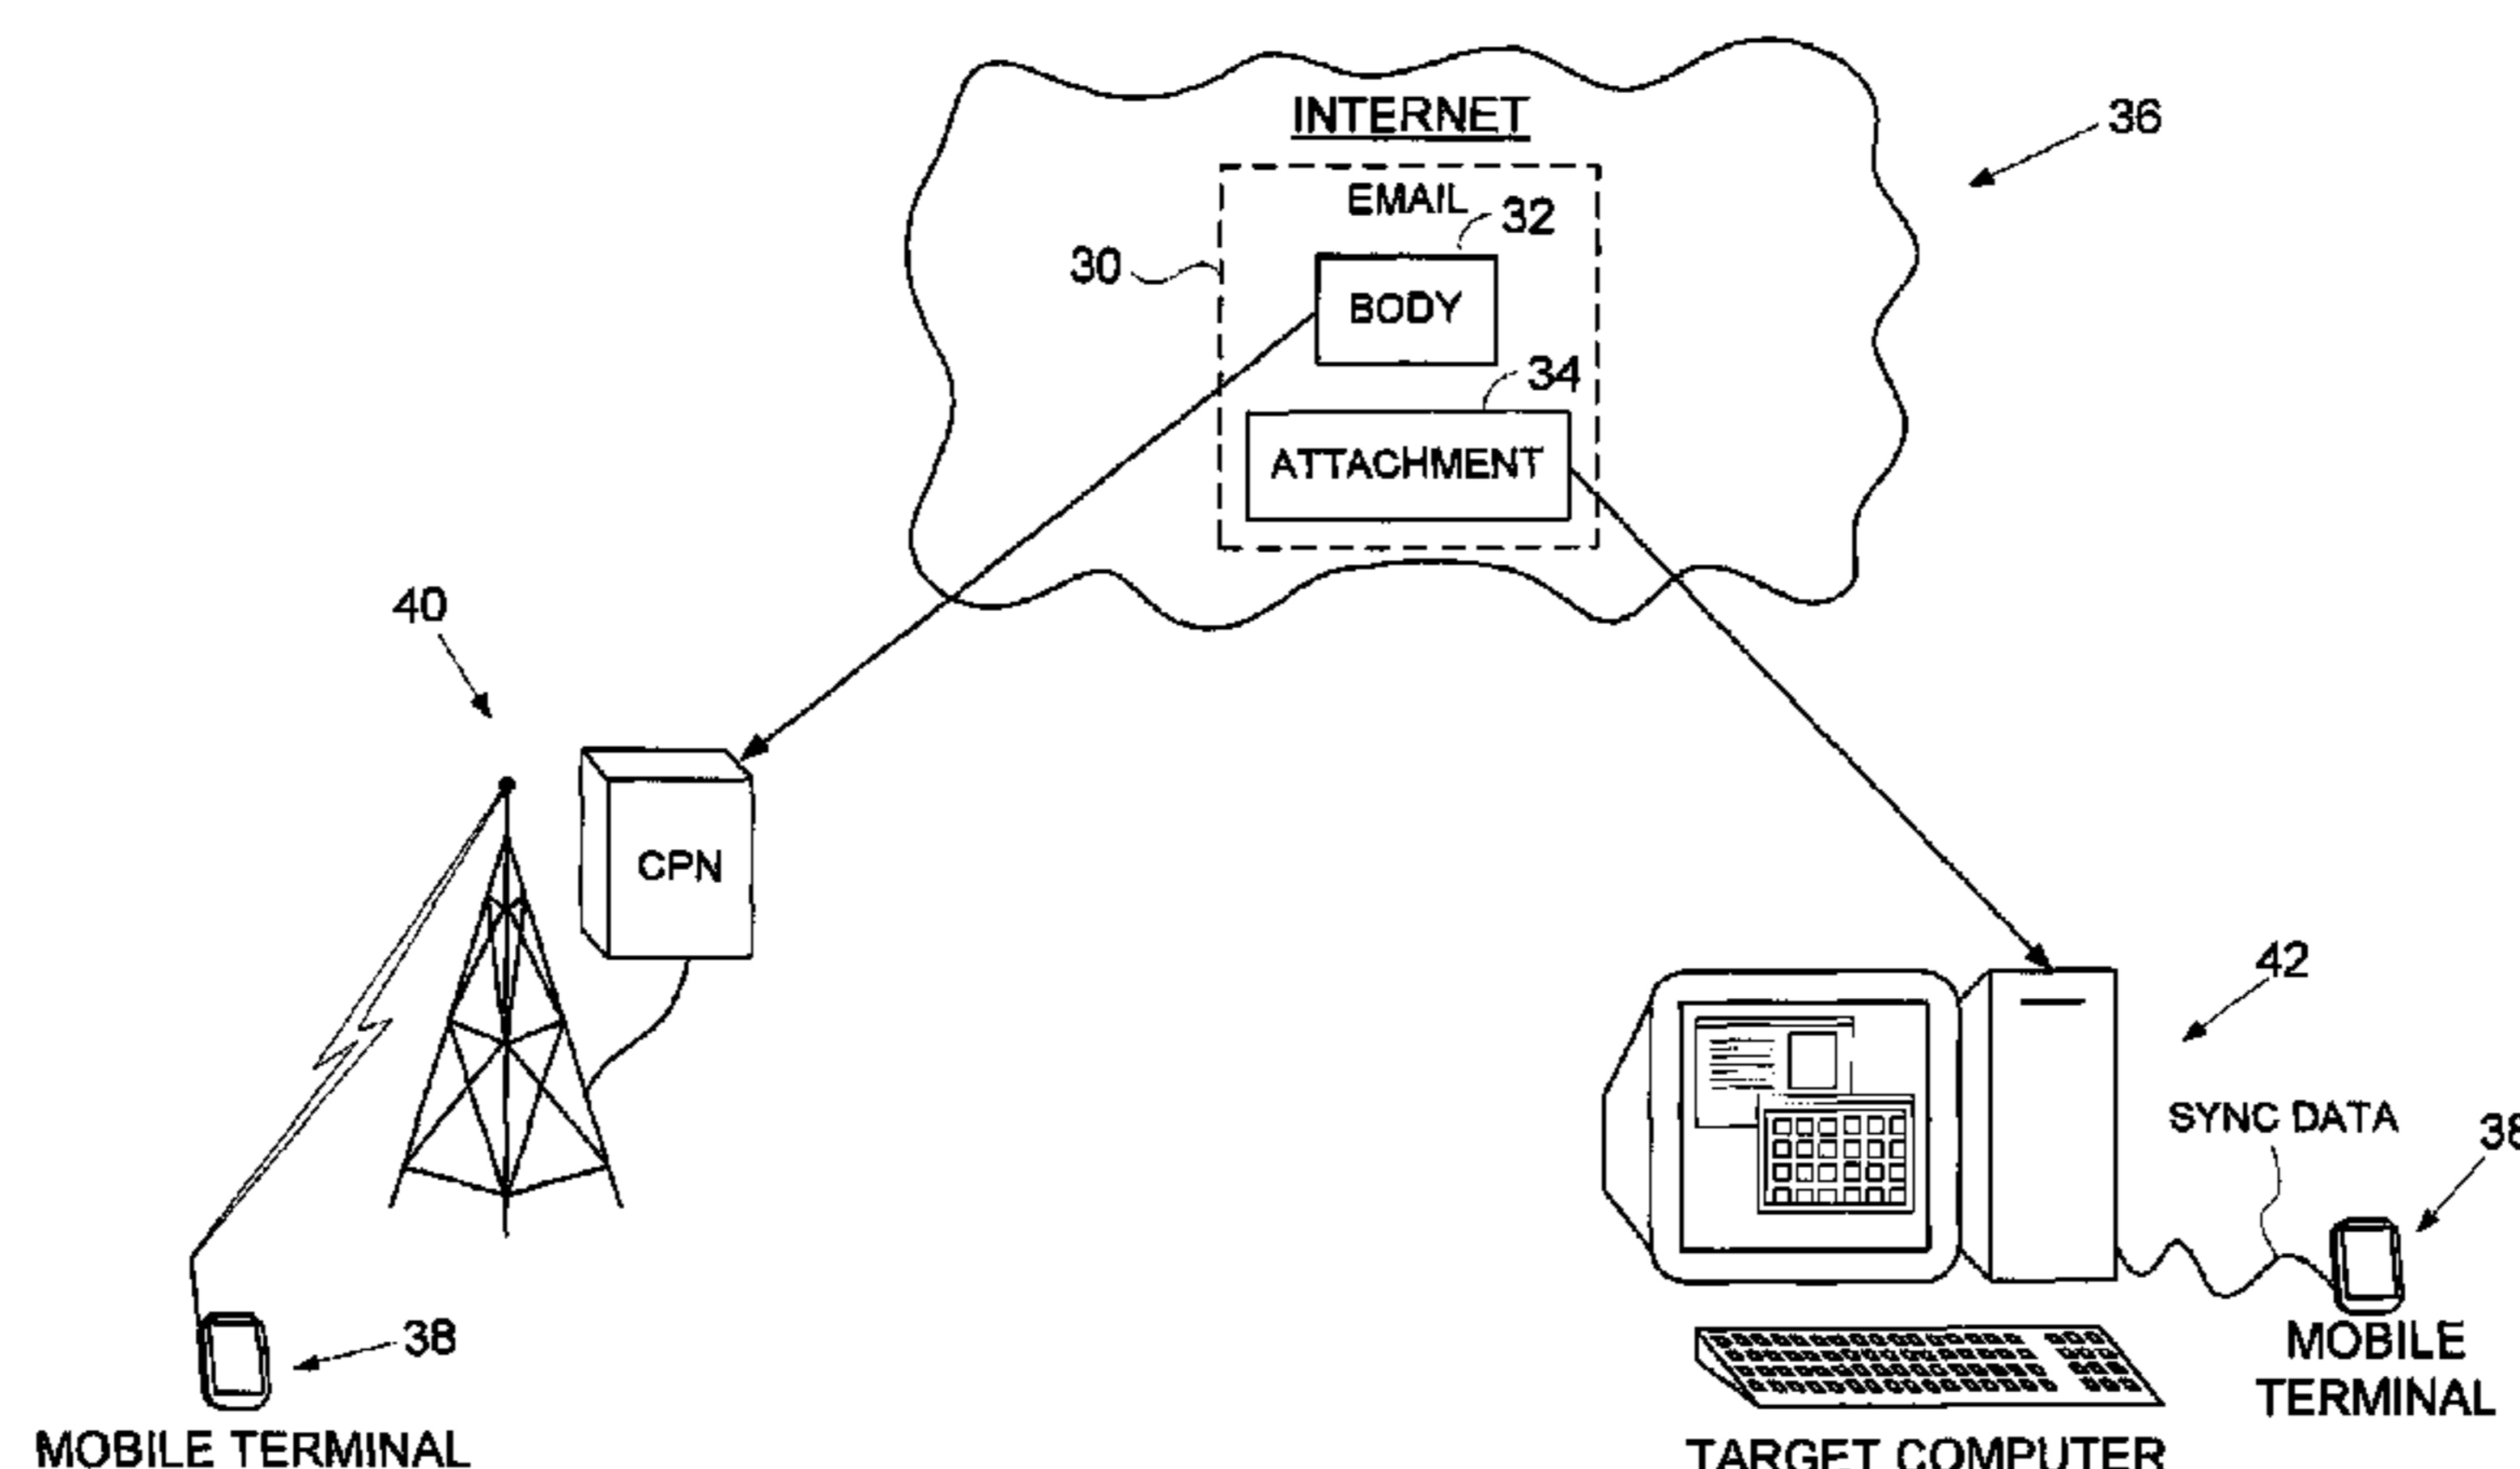 INTERNET
36
EMAIL
32
30
BODY
34
ATTACHMENT
40
CPN
42
SYNC DATA
38
38
MOBILE TERMINAL
MOBILE
TERMINAL
TARGET COMPUTER